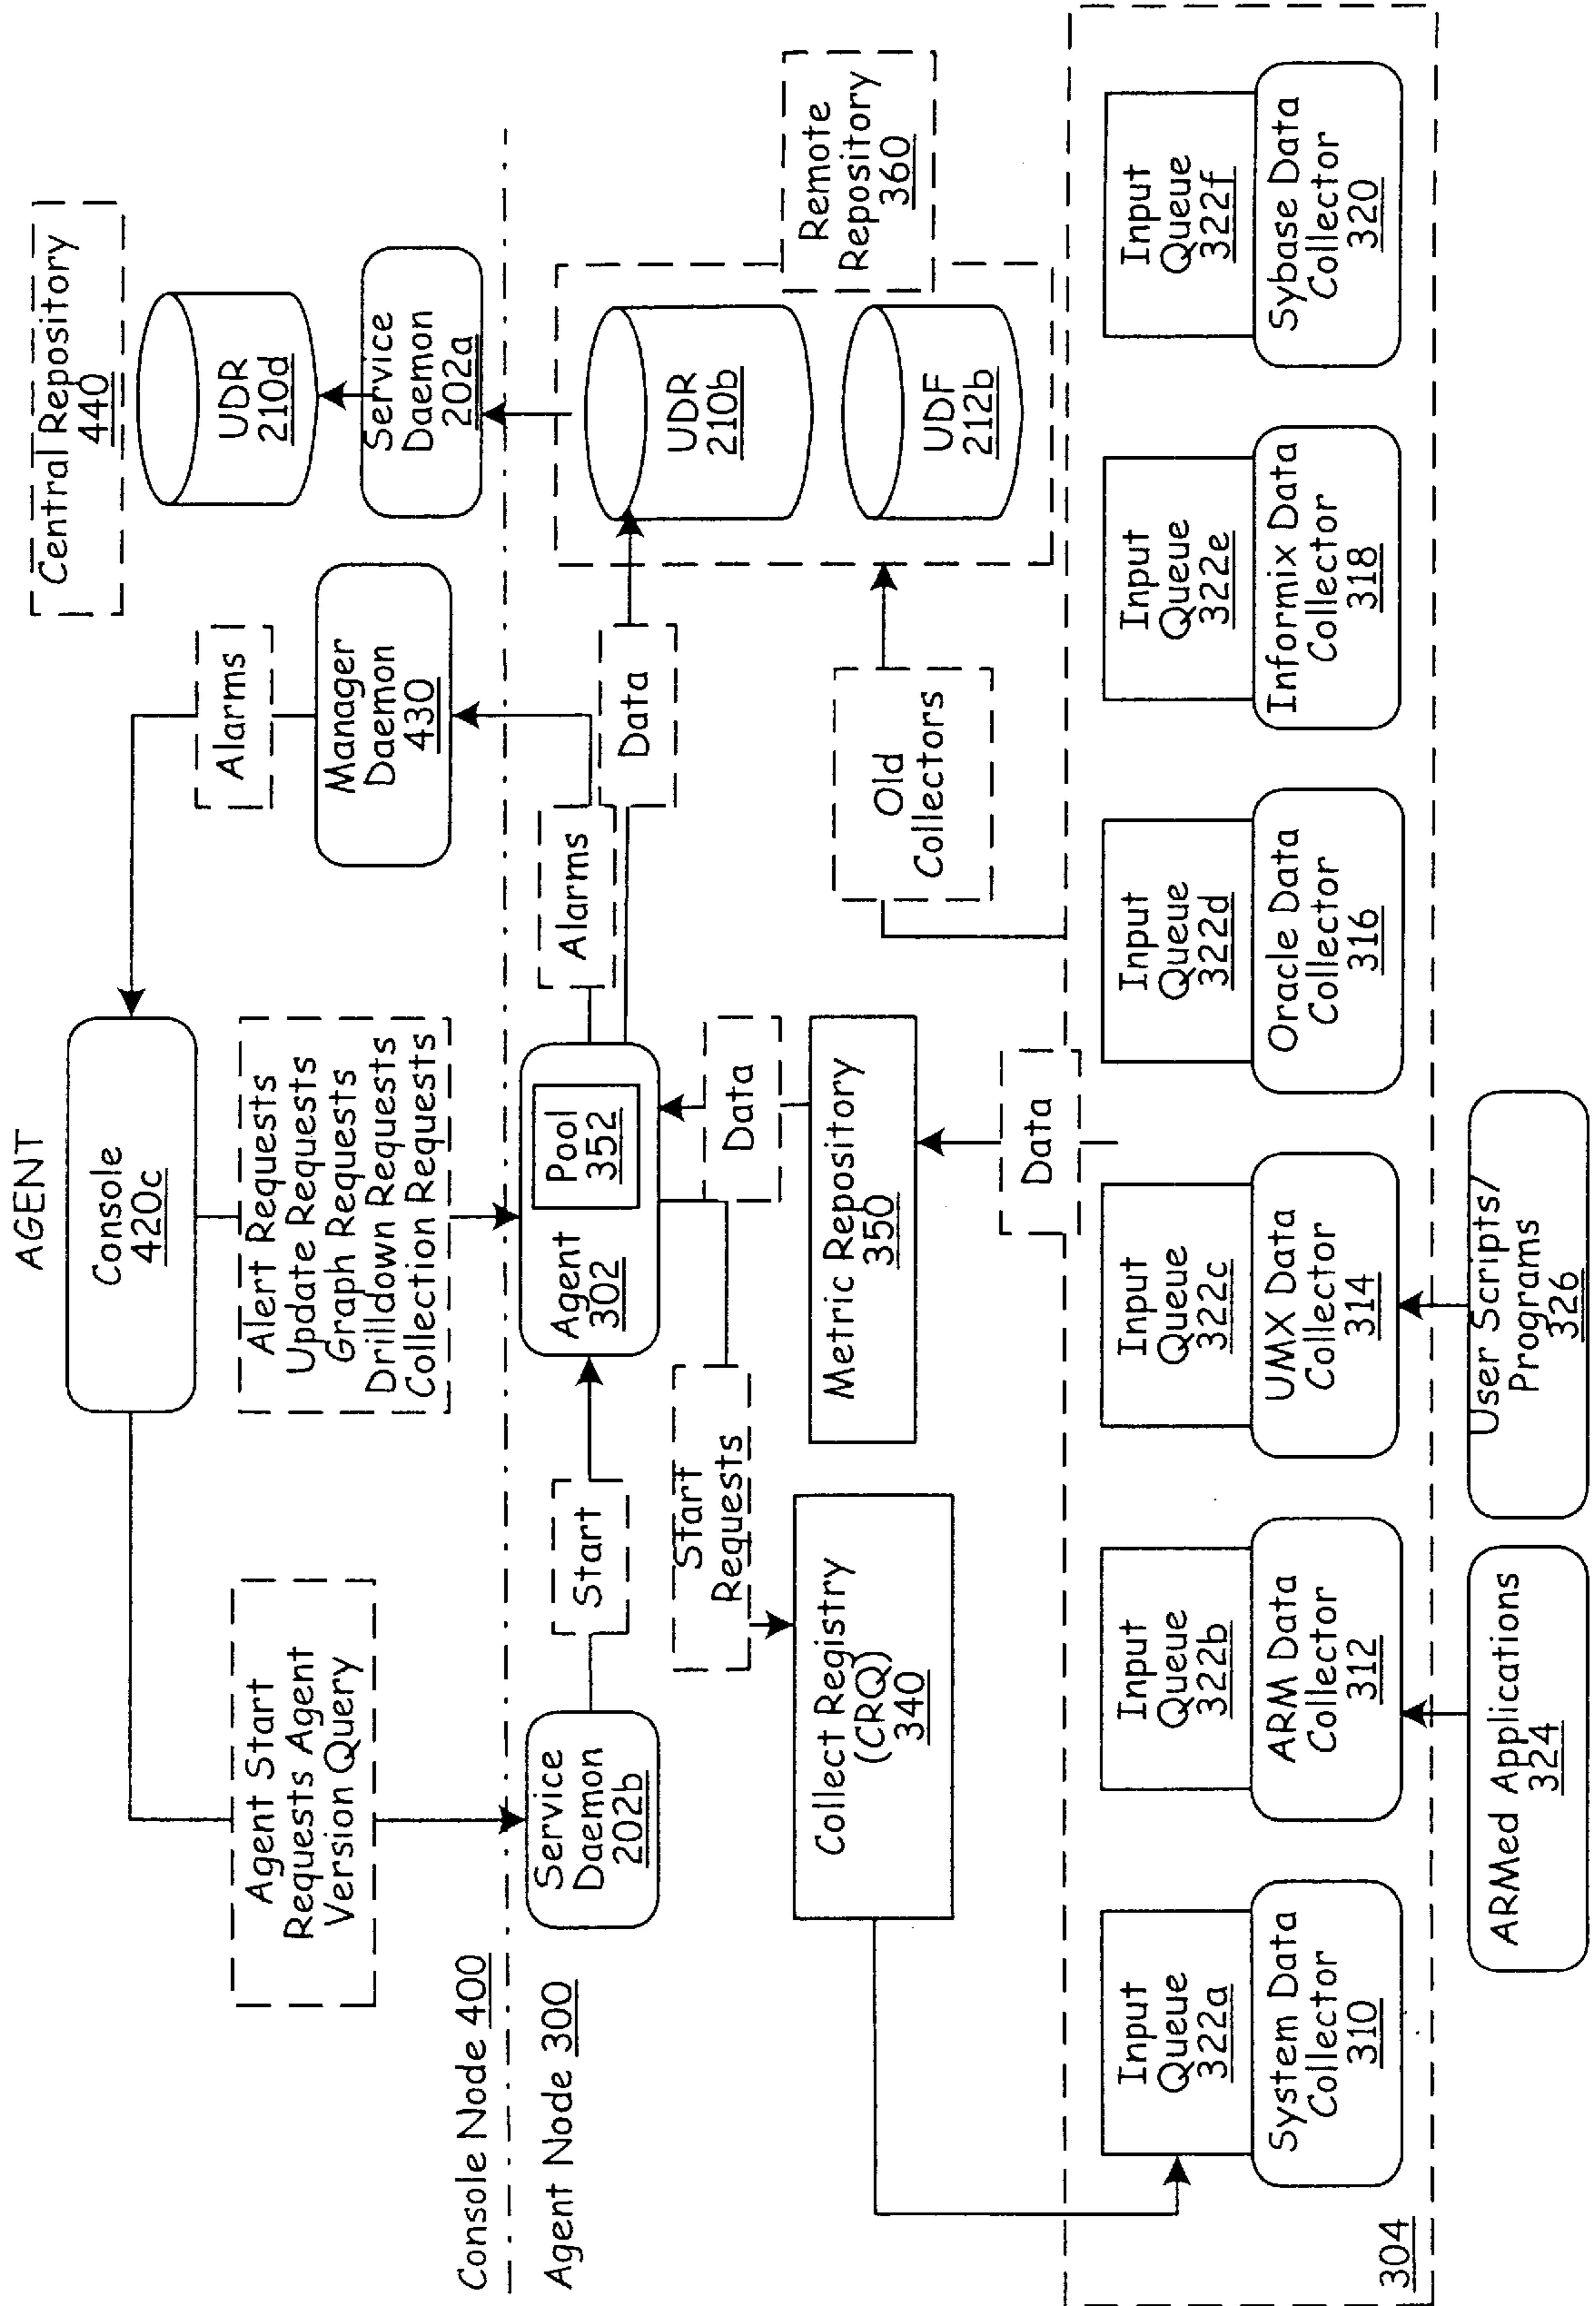 AGENT
Console
420c
Central Repository
440
Alarms
UDR
210d
Agent Start
Requests Agent
Version Query
Alert Requests
Update Requests
Graph Requests
Drilldown Requests
Collection Requests
Manager
Daemon
430
Service
Daemon
202a
Console Node 400
Agent Node 300
Service
Daemon
202b
Start
Agent
302
Pool
352
Alarms
Data
UDR
210b
UDF
212b
Remote
Repository
360
Start
Requests
Data
Collect Registry
(CRQ)
340
Metric Repository
350
Old
Collectors
Data
Input
Queue
322a
System Data
Collector
310
Input
Queue
322b
ARM Data
Collector
312
Input
Queue
322c
UMX Data
Collector
314
Input
Queue
322d
Oracle Data
Collector
316
Input
Queue
322e
Informix Data
Collector
318
Input
Queue
322f
Sybase Data
Collector
320
304
ARMed Applications
324
User Scripts/
Programs
326